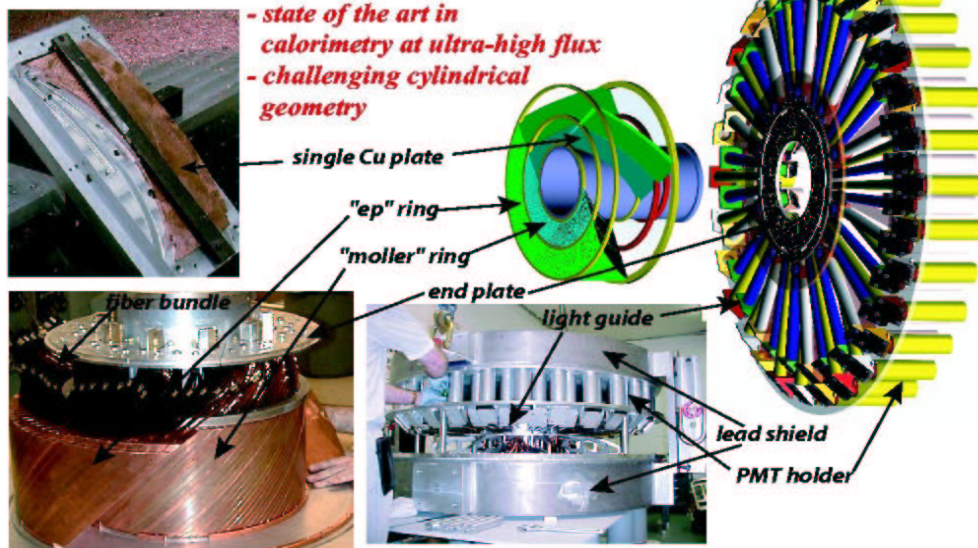 - state of the art in
calorimetry at ultra-high flux
- challenging cylindrical
geometry
single Cu plate
"ep" ring
"moller" ring
end plate
fiber bundle
light guide
lead shield
PMT holder